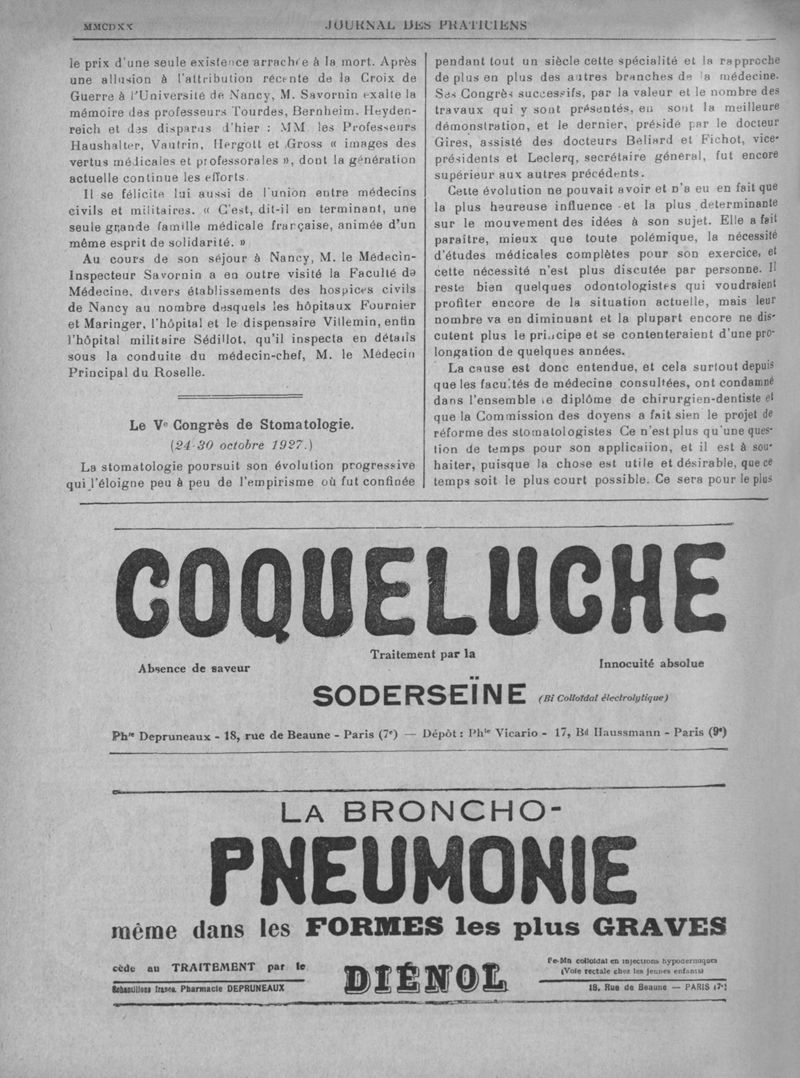 MMCDXX
JOURNAL DES PRATICIENS
le prix d'une seule existence arrachée à la mort. Après
une allusion à l'attribution récente de la Croix de
Guerre à l'Université de Nancy, M. Savornin exalte la
mémoire des professeurs Tourdes, Bernheim, Heyden-
reich et des disparus d'hier : MM les Professeurs
Haushalter, Vautrin, Hergott et Gross « images des
vertus médicales et professorales », dont la génération
actuelle continue les efforts
Il se félicite lui aussi de l'union entre médecins
civils et militaires. « C'est, dit-il en terminant, une
seule grande famille médicale française, animée d'un
même esprit de solidarité. »
Au cours de son séjour à Nancy, M. le Médecin-
Inspecteur Savornin a en outre visité la Faculté de
Médecine, divers établissements des hospices civils
de Nancy au nombre desquels les hôpitaux Fournier
et Maringer, l'hôpital et le dispensaire Villemin, enfin
l'hôpital militaire Sédillot, qu'il inspecta en détails
sous la conduite du médecin-chef, M. le Médecin
Principal du Roselle.
Le Ve Congrès de Stomatologie.
(24-30 octobre 1927.)
La stomatologie poursuit son évolution progressive
qui l'éloigne peu à peu de l'empirisme où fut confinée
pendant tout un siècle cette spécialité et la rapproche
de plus en plus des autres branches de la médecine.
Ses Congrès successifs, par la valeur et le nombre des
travaux qui y sont présentés, en sont la meilleure
démonstration, et le dernier, présidé par le docteur
Gires, assisté des docteurs Béliard et Fichot, vice-
présidents et Leclerq, secrétaire général, fut encore
supérieur aux autres précédents.
Cette évolution ne pouvait avoir et n'a eu en fait que
la plus heureuse influence et la plus determinante
sur le mouvement des idées à son sujet. Elle a fait
paraître, mieux que toute polémique, la nécessité
d'études médicales complètes pour son exercice, et
cette nécessité n'est plus discutée par personne. Il
reste bien quelques odontologistes qui voudraient
profiter encore de la situation actuelle, mais leur
nombre va en diminuant et la plupart encore ne dis-
cutent plus le principe et se contenteraient d'une pro-
longation de quelques années.
La cause est donc entendue, et cela surtout depuis
que les facultés de médecine consultées, ont condamné
dans l'ensemble le diplôme de chirurgien-dentiste et
que la Commission des doyens a fait sien le projet de
réforme des stomatologistes Ce n'est plus qu'une ques-
tion de temps pour son application, et il est à sou-
haiter, puisque la chose est utile et désirable, que ce
temps soit le plus court possible. Ce sera pour le plus
COQUELUCHE
Traitement par la
Absence de saveur
Innocuité absolue
SODERSEÏNE (Bi Colloïdal électrolytique)
Phie Depruneaux - 18, rue de Beaune - Paris (7e) — Dépôt : Phie Vicario - 17, Bd Haussmann - Paris (9e)
LA BRONCHO-
PNEUMONIE
même dans les FORMES les plus GRAVES
cède au TRAITEMENT par le
DIÉNOL
Fe-Mn colloïdal en injections hypodermiques
(Voie rectale chez les jeunes enfants)
Echantillons franco. Pharmacie DEPRUNEAUX
18, Rue de Beaune — PARIS (7e)